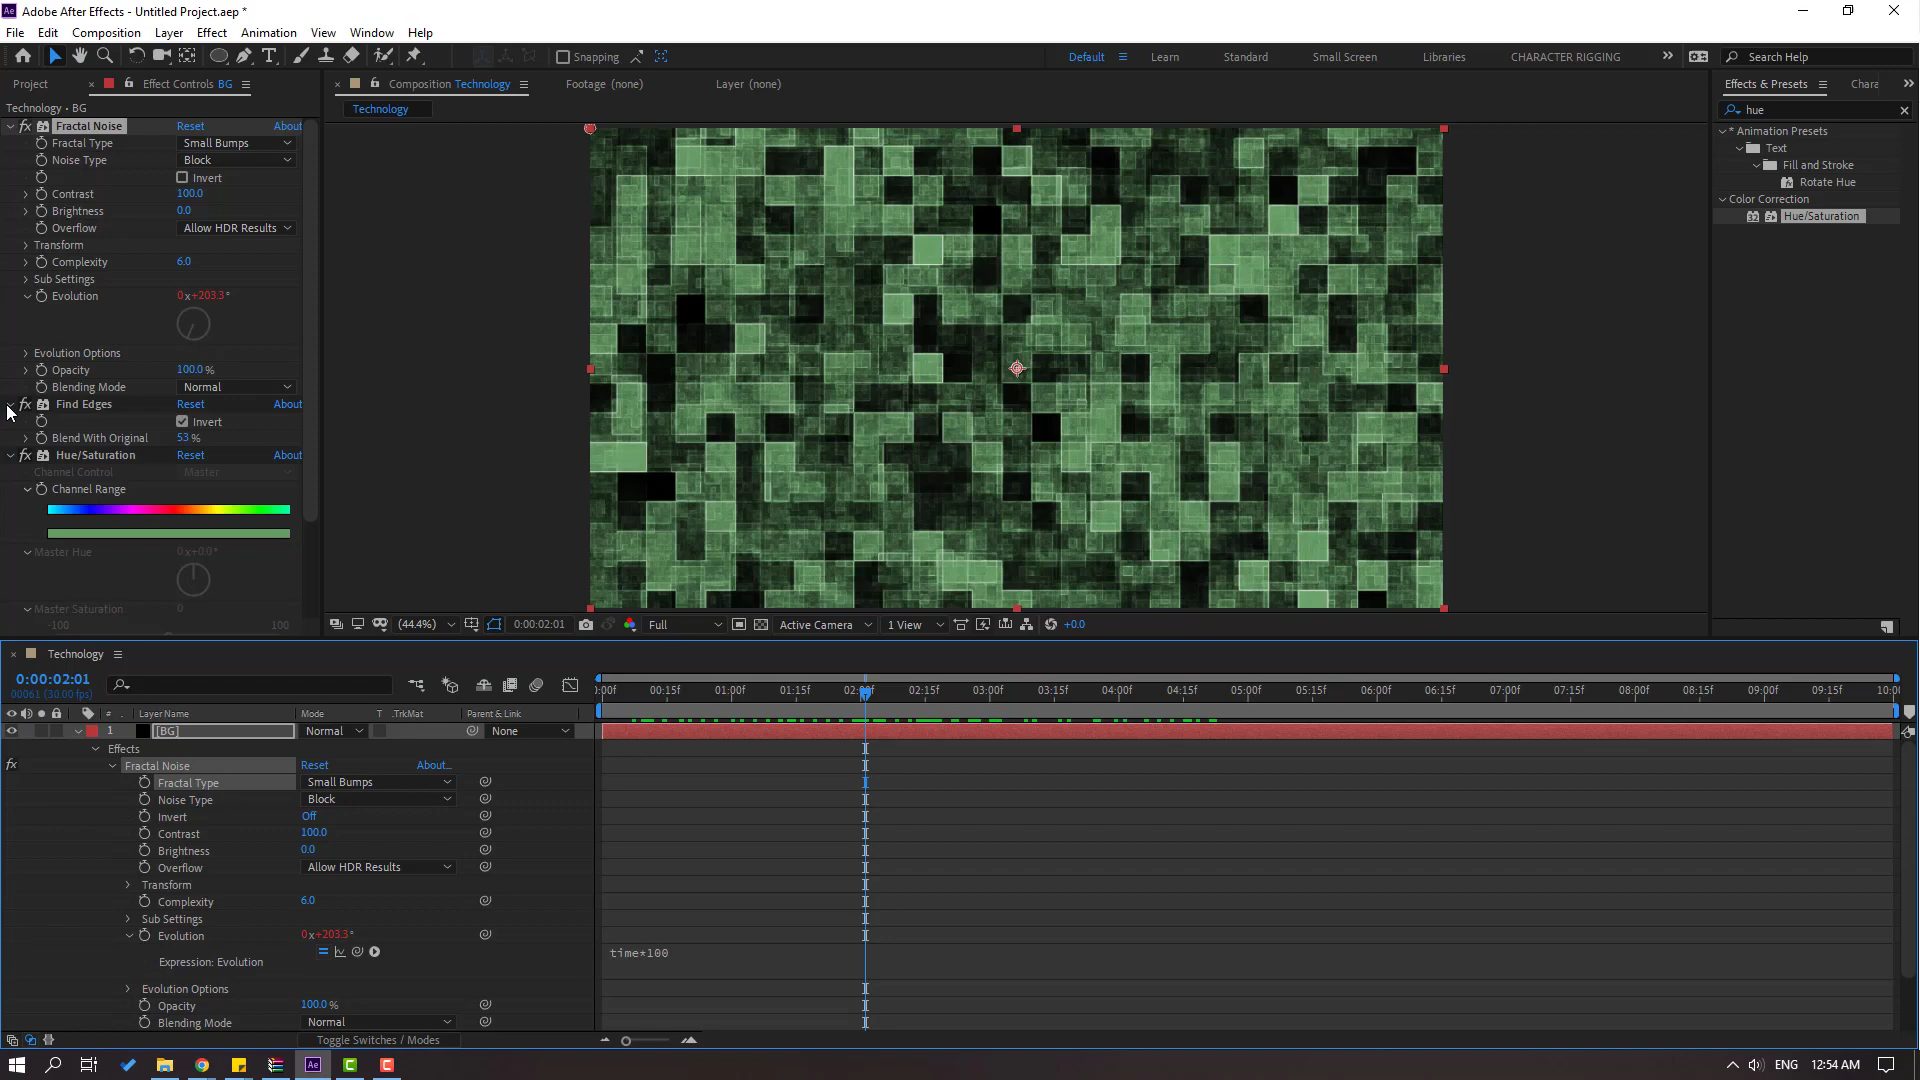 Adobe After Effects - Untitled Project.aep *
File Edit Composition Layer Effect Animation View Window Help
Snapping
Default Learn Standard Small Screen Libraries CHARACTER RIGGING Search Help
Project Effect Controls BG
Composition Technology Footage (none) Layer (none)
Effects & Presets Chara
Technology • BG
Technology
hue
fx Fractal Noise Reset About
Fractal Type Small Bumps
Noise Type Block
Invert
Contrast 100.0
Brightness 0.0
Overflow Allow HDR Results
Transform
Complexity 6.0
Sub Settings
Evolution 0x+203.3°
Evolution Options
Opacity 100.0 %
Blending Mode Normal
fx Find Edges Reset About
Invert
Blend With Original 53 %
fx Hue/Saturation Reset About
Channel Control Master
Channel Range
Master Hue 0x+0.0°
Master Saturation 0
-100 100
* Animation Presets
Text
Fill and Stroke
Rotate Hue
Color Correction
32 Hue/Saturation
(44.4%) 0:00:02:01 Full Active Camera 1 View +0.0
Technology
0:00:02:01
00061 (30.00 fps)
):00f 00:15f 01:00f 01:15f 02:00f 02:15f 03:00f 03:15f 04:00f 04:15f 05:00f 05:15f 06:00f 06:15f 07:00f 07:15f 08:00f 08:15f 09:00f 09:15f 10:00
# Layer Name Mode T .TrkMat Parent & Link
1 [BG] Normal None
Effects
fx Fractal Noise Reset About...
Fractal Type Small Bumps
Noise Type Block
Invert Off
Contrast 100.0
Brightness 0.0
Overflow Allow HDR Results
Transform
Complexity 6.0
Sub Settings
Evolution 0x+203.3°
Expression: Evolution time*100
Evolution Options
Opacity 100.0 %
Blending Mode Normal
Toggle Switches / Modes
Ae ENG 12:54 AM